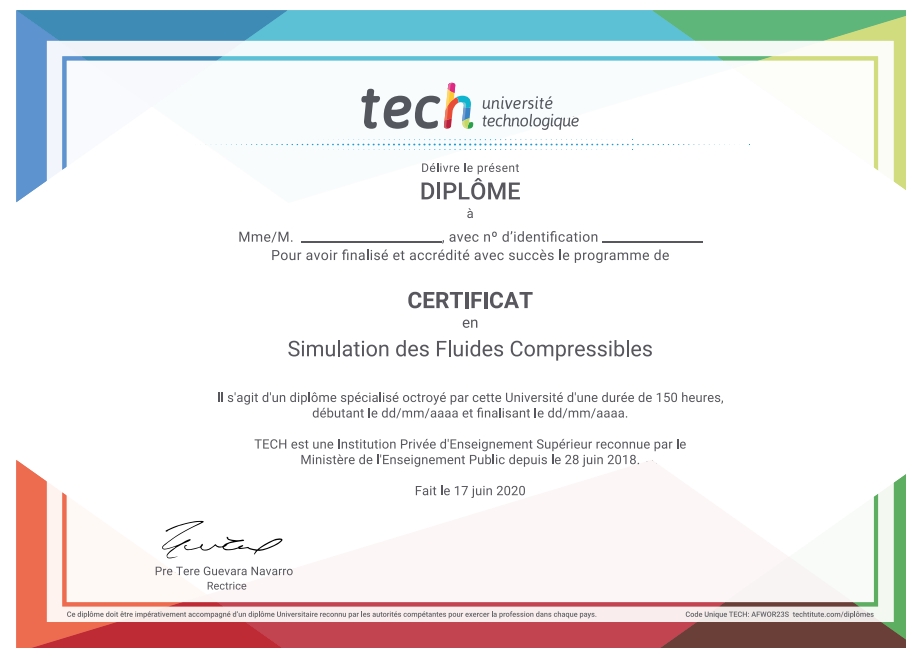 tech université
technologique
Délivre le présent
DIPLÔME
à
Mme/M. ____________________, avec nº d'identification ______________
Pour avoir finalisé et accrédité avec succès le programme de
CERTIFICAT
en
Simulation des Fluides Compressibles
Il s'agit d'un diplôme spécialisé octroyé par cette Université d'une durée de 150 heures,
débutant le dd/mm/aaaa et finalisant le dd/mm/aaaa.
TECH est une Institution Privée d'Enseignement Supérieur reconnue par le
Ministère de l'Enseignement Public depuis le 28 juin 2018.
Fait le 17 juin 2020
Pre Tere Guevara Navarro
Rectrice
Ce diplôme doit être impérativement accompagné d'un diplôme Universitaire reconnu par les autorités compétantes pour exercer la profession dans chaque pays.
Code Unique TECH: AFWOR23S techtitute.com/diplômes